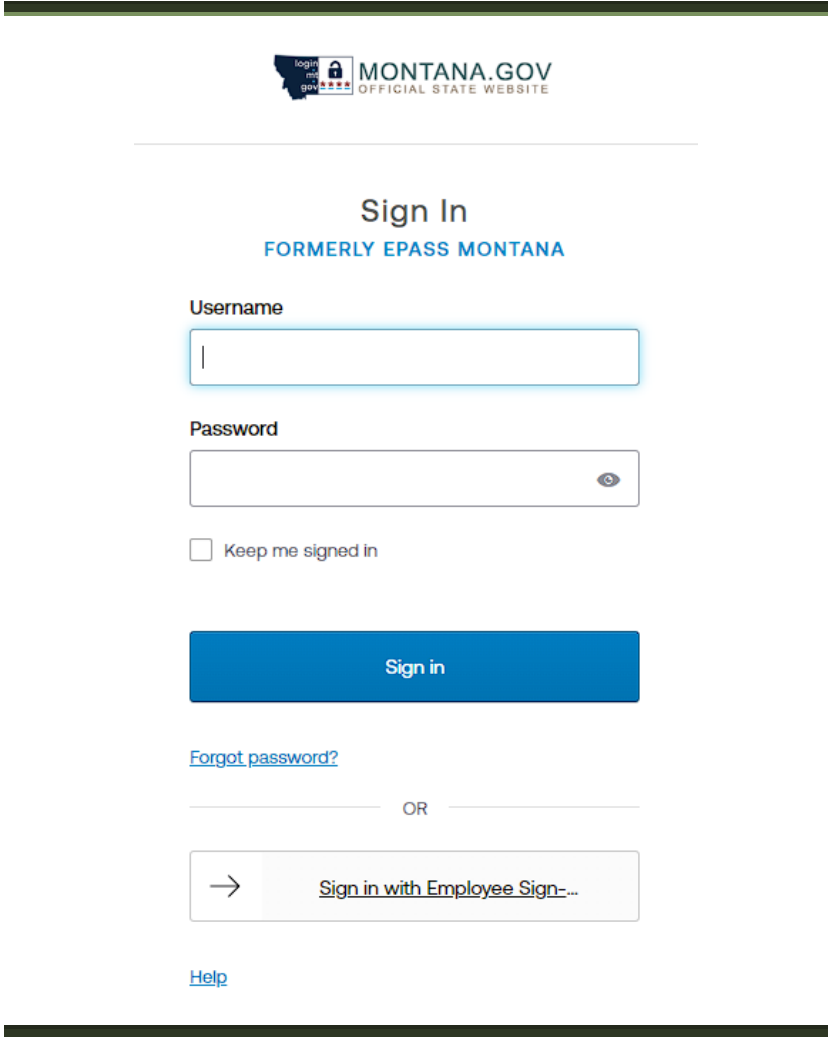 login
mt
gov
MONTANA.GOV
OFFICIAL STATE WEBSITE
Sign In
FORMERLY EPASS MONTANA
Username
Password
Keep me signed in
Sign in
Forgot password?
OR
Sign in with Employee Sign-...
Help